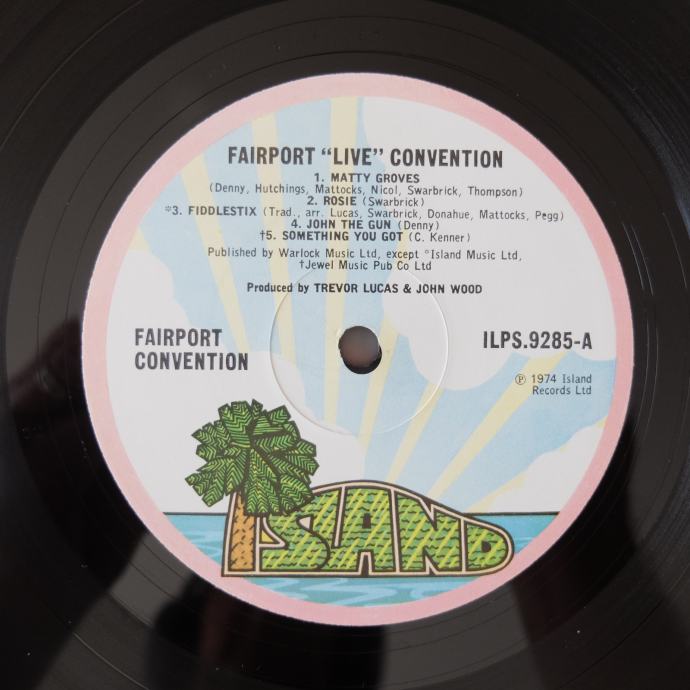 FAIRPORT “LIVE” CONVENTION
1. MATTY GROVES
(Denny, Hutchings, Mattocks, Nicol, Swarbrick, Thompson)
2. ROSIE (Swarbrick)
*3. FIDDLESTIX (Trad., arr. Lucas, Swarbrick, Donahue, Mattocks, Pegg)
4. JOHN THE GUN (Denny)
†5. SOMETHING YOU GOT (C. Kenner)
Published by Warlock Music Ltd, except *Island Music Ltd,
†Jewel Music Pub Co Ltd
Produced by TREVOR LUCAS & JOHN WOOD
FAIRPORT
CONVENTION
ILPS.9285-A
℗ 1974 Island
Records Ltd
ISLAND